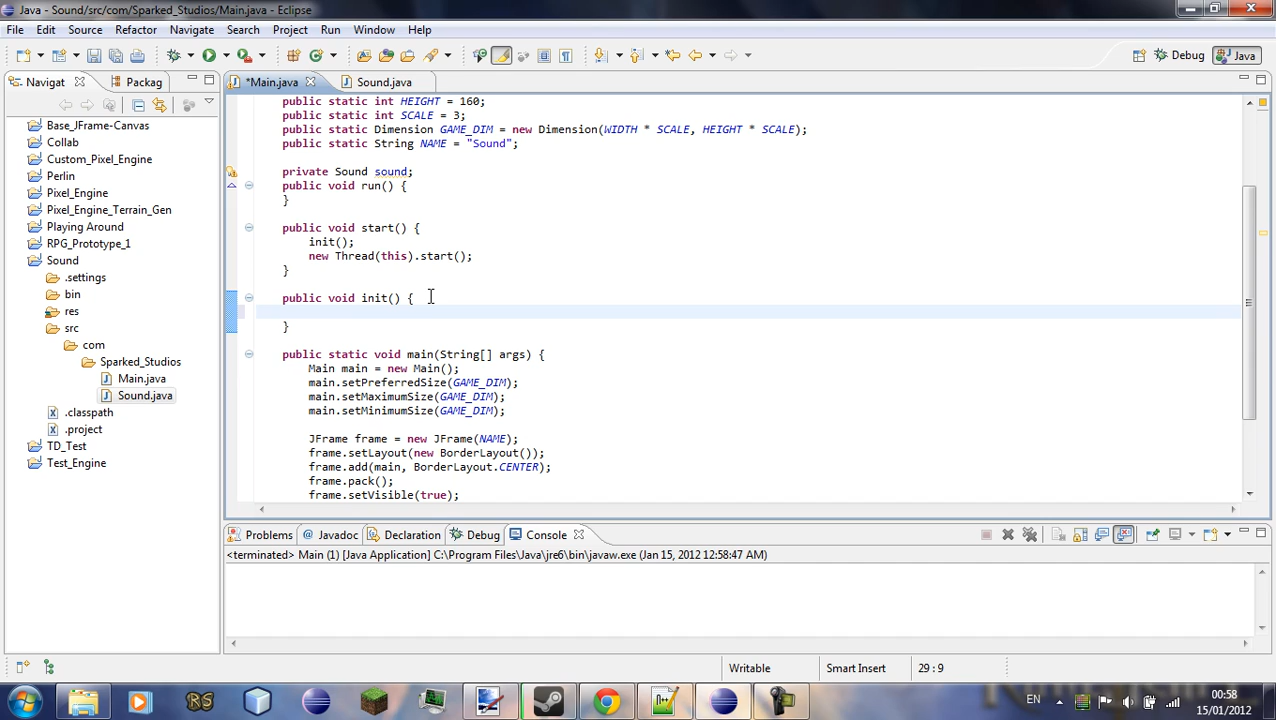 Java - Sound/src/com/Sparked_Studios/Main.java - Eclipse
File Edit Source Refactor Navigate Search Project Run Window Help
Debug Java
Navigat Packag *Main.java Sound.java
Base_JFrame-Canvas
Collab
Custom_Pixel_Engine
Perlin
Pixel_Engine
Pixel_Engine_Terrain_Gen
Playing Around
RPG_Prototype_1
Sound
.settings
bin
res
src
com
Sparked_Studios
Main.java
Sound.java
.classpath
.project
TD_Test
Test_Engine
public static int HEIGHT = 160;
public static int SCALE = 3;
public static Dimension GAME_DIM = new Dimension(WIDTH * SCALE, HEIGHT * SCALE);
public static String NAME = "Sound";
private Sound sound;
public void run() {
}
public void start() {
init();
new Thread(this).start();
}
public void init() {
}
public static void main(String[] args) {
Main main = new Main();
main.setPreferredSize(GAME_DIM);
main.setMaximumSize(GAME_DIM);
main.setMinimumSize(GAME_DIM);
JFrame frame = new JFrame(NAME);
frame.setLayout(new BorderLayout());
frame.add(main, BorderLayout.CENTER);
frame.pack();
frame.setVisible(true);
Problems @ Javadoc Declaration Debug Console
<terminated> Main (1) [Java Application] C:\Program Files\Java\jre6\bin\javaw.exe (Jan 15, 2012 12:58:47 AM)
Writable Smart Insert 29 : 9
RS EN 00:58
15/01/2012